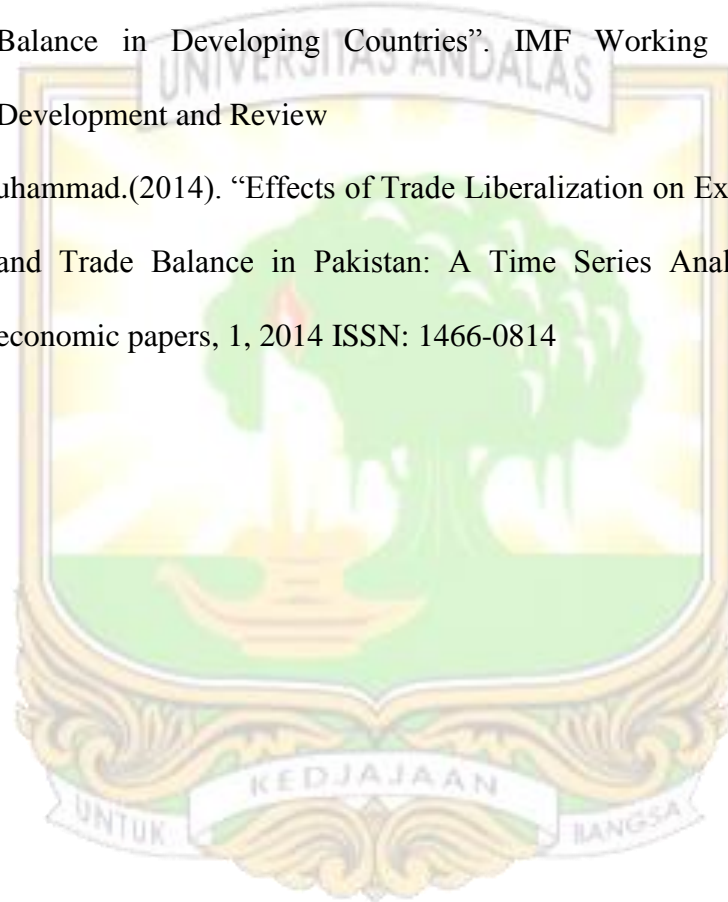 Balance in Developing Countries”. IMF Working
UNIVERSITAS ANDALAS
Development and Review
uhammad.(2014). “Effects of Trade Liberalization on Ex
and Trade Balance in Pakistan: A Time Series Anal
economic papers, 1, 2014 ISSN: 1466-0814
KEDJAJAAN
UNTUK BANGSA